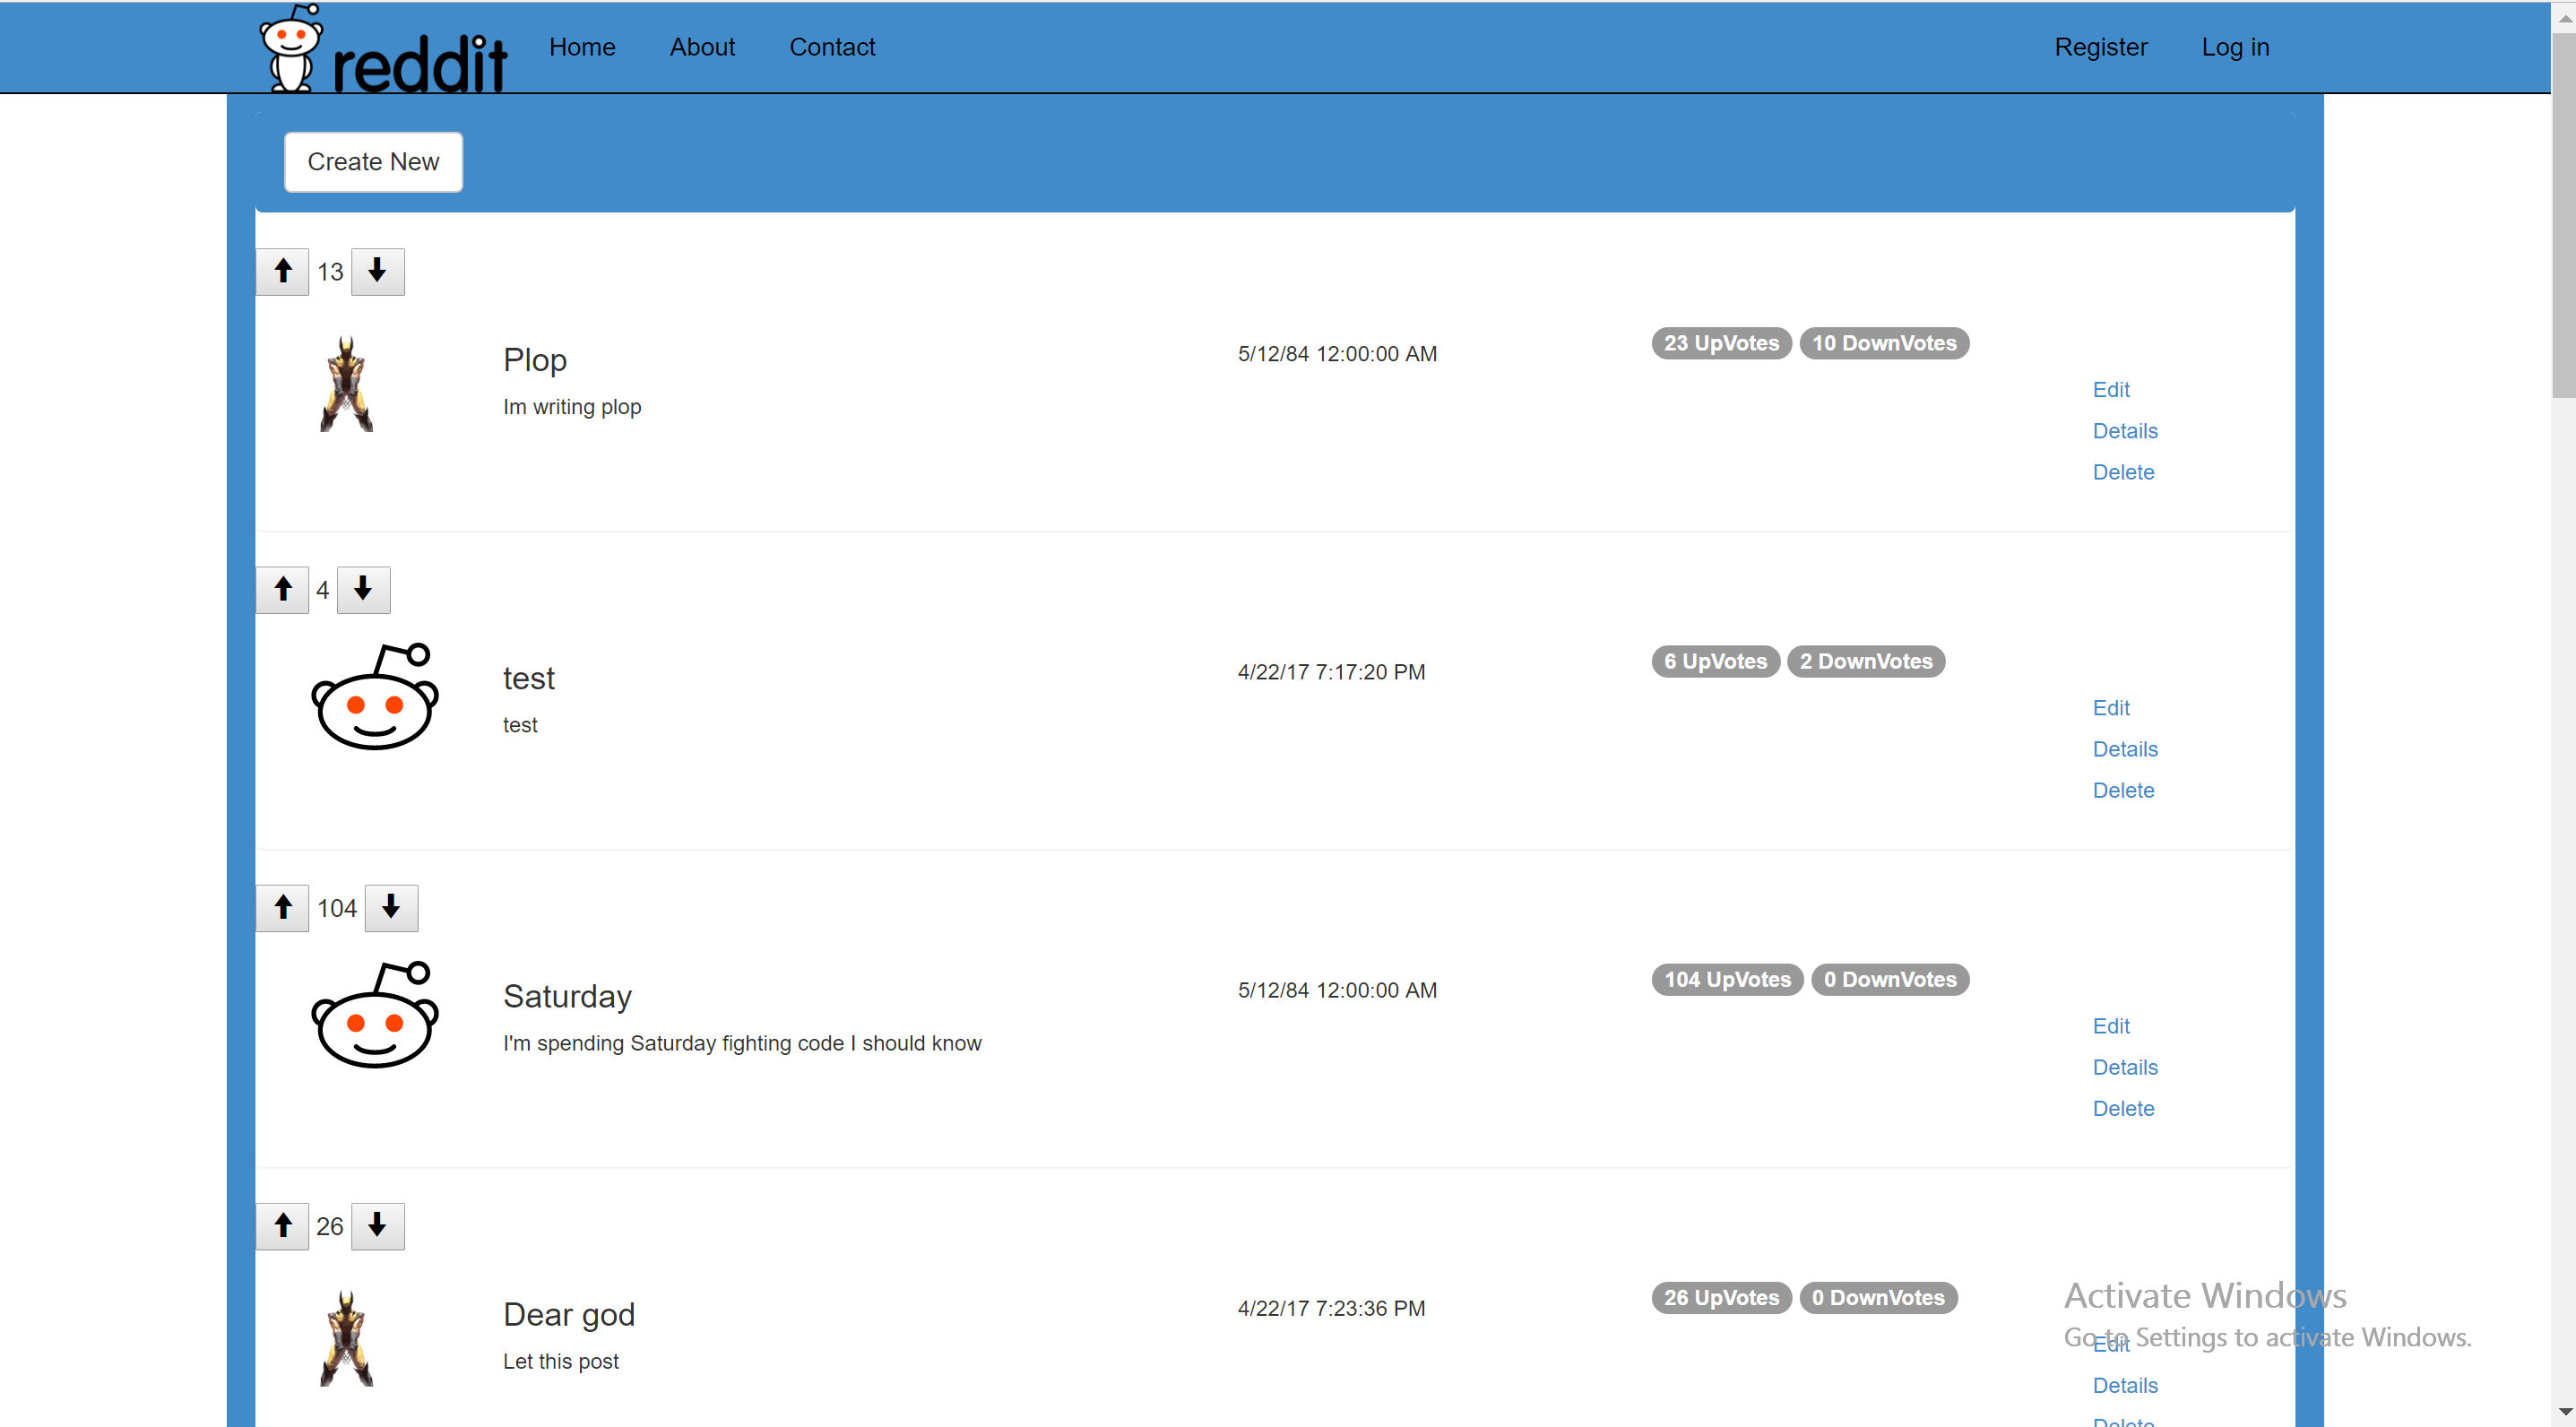 reddit Home About Contact Register Log in
Create New
13
Plop
5/12/84 12:00:00 AM
23 UpVotes 10 DownVotes
Im writing plop
Edit
Details
Delete
4
test
4/22/17 7:17:20 PM
6 UpVotes 2 DownVotes
test
Edit
Details
Delete
104
Saturday
5/12/84 12:00:00 AM
104 UpVotes 0 DownVotes
I'm spending Saturday fighting code I should know
Edit
Details
Delete
26
Dear god
4/22/17 7:23:36 PM
26 UpVotes 0 DownVotes
Let this post
Activate Windows
Go to Settings to activate Windows.
Edit
Details
Delete